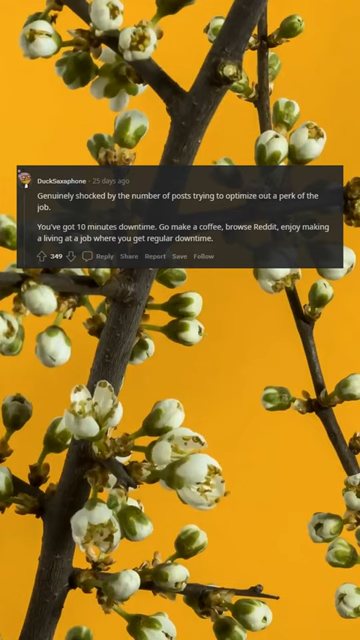 DuckSaxaphone · 25 days ago
Genuinely shocked by the number of posts trying to optimize out a perk of the
job.
You've got 10 minutes downtime. Go make a coffee, browse Reddit, enjoy making
a living at a job where you get regular downtime.
349 Reply Share Report Save Follow